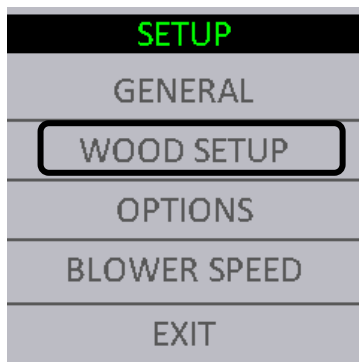 SETUP
GENERAL
WOOD SETUP
OPTIONS
BLOWER SPEED
EXIT